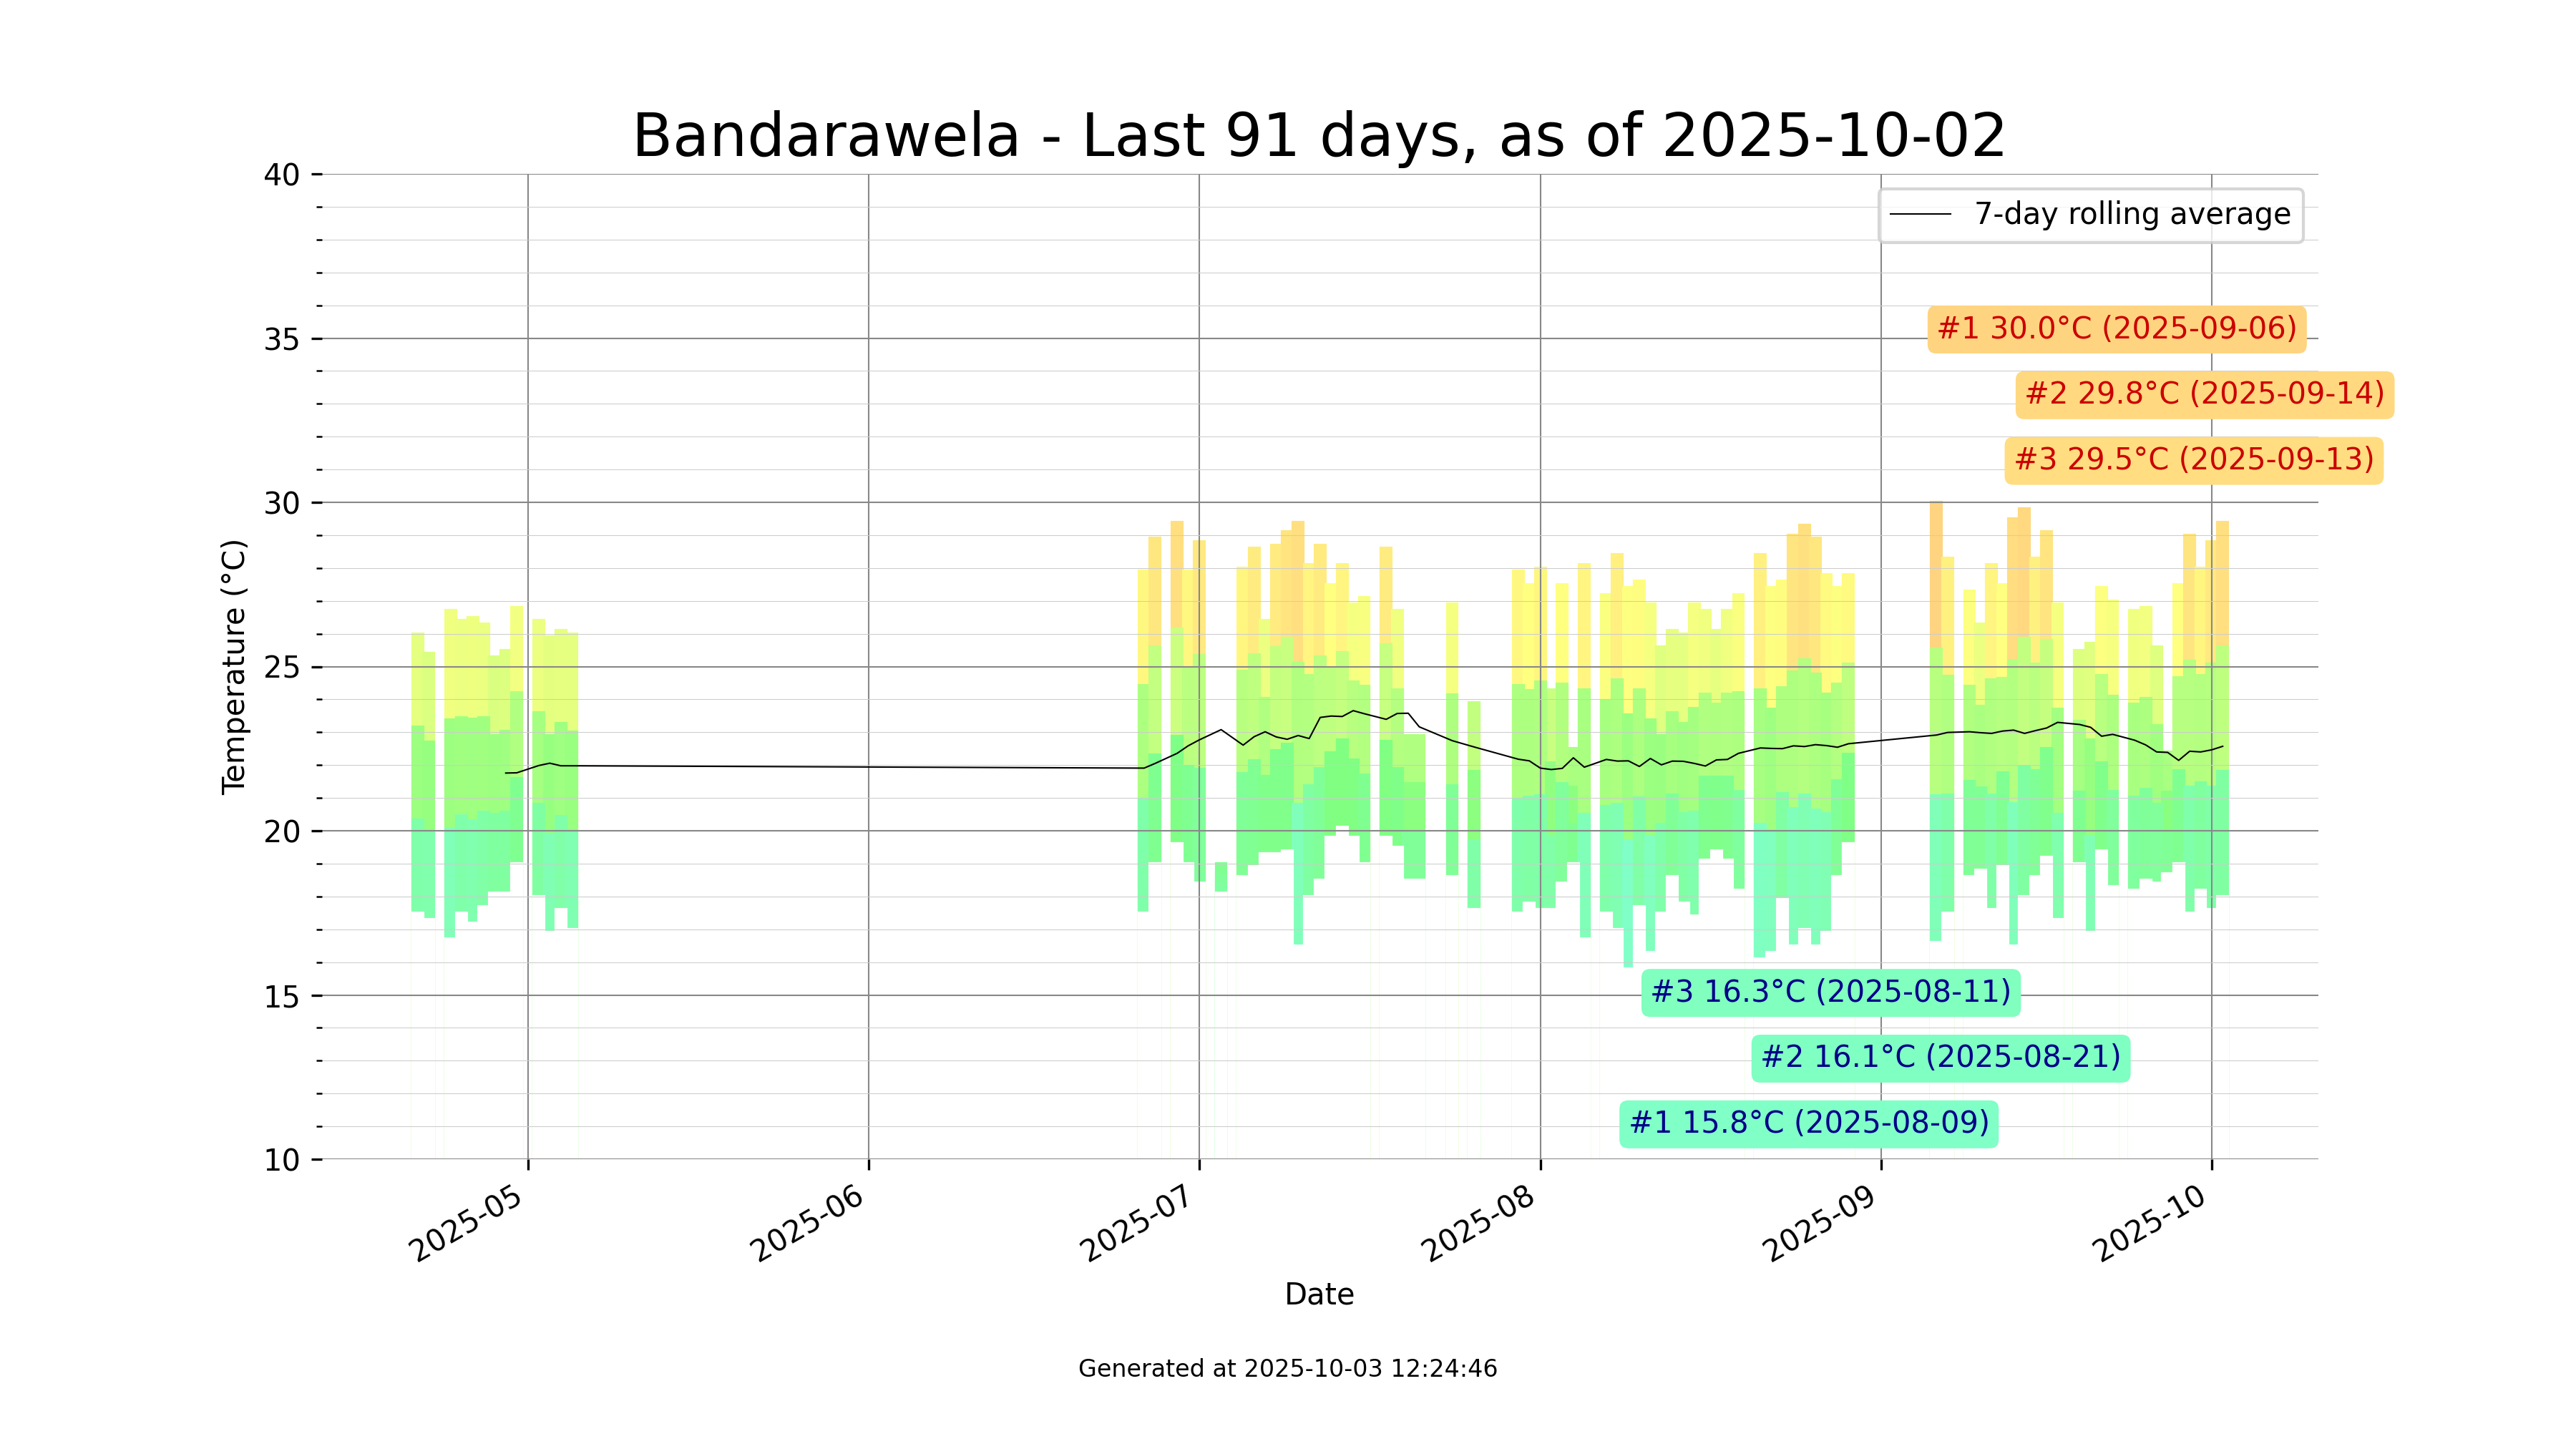 Bandarawela - Last 91 days, as of 2025-10-02
7-day rolling average
Temperature (°C)
40
35
30
25
20
15
10
#1 30.0°C (2025-09-06)
#2 29.8°C (2025-09-14)
#3 29.5°C (2025-09-13)
#3 16.3°C (2025-08-11)
#2 16.1°C (2025-08-21)
#1 15.8°C (2025-08-09)
2025-05
2025-06
2025-07
2025-08
2025-09
2025-10
Date
Generated at 2025-10-03 12:24:46